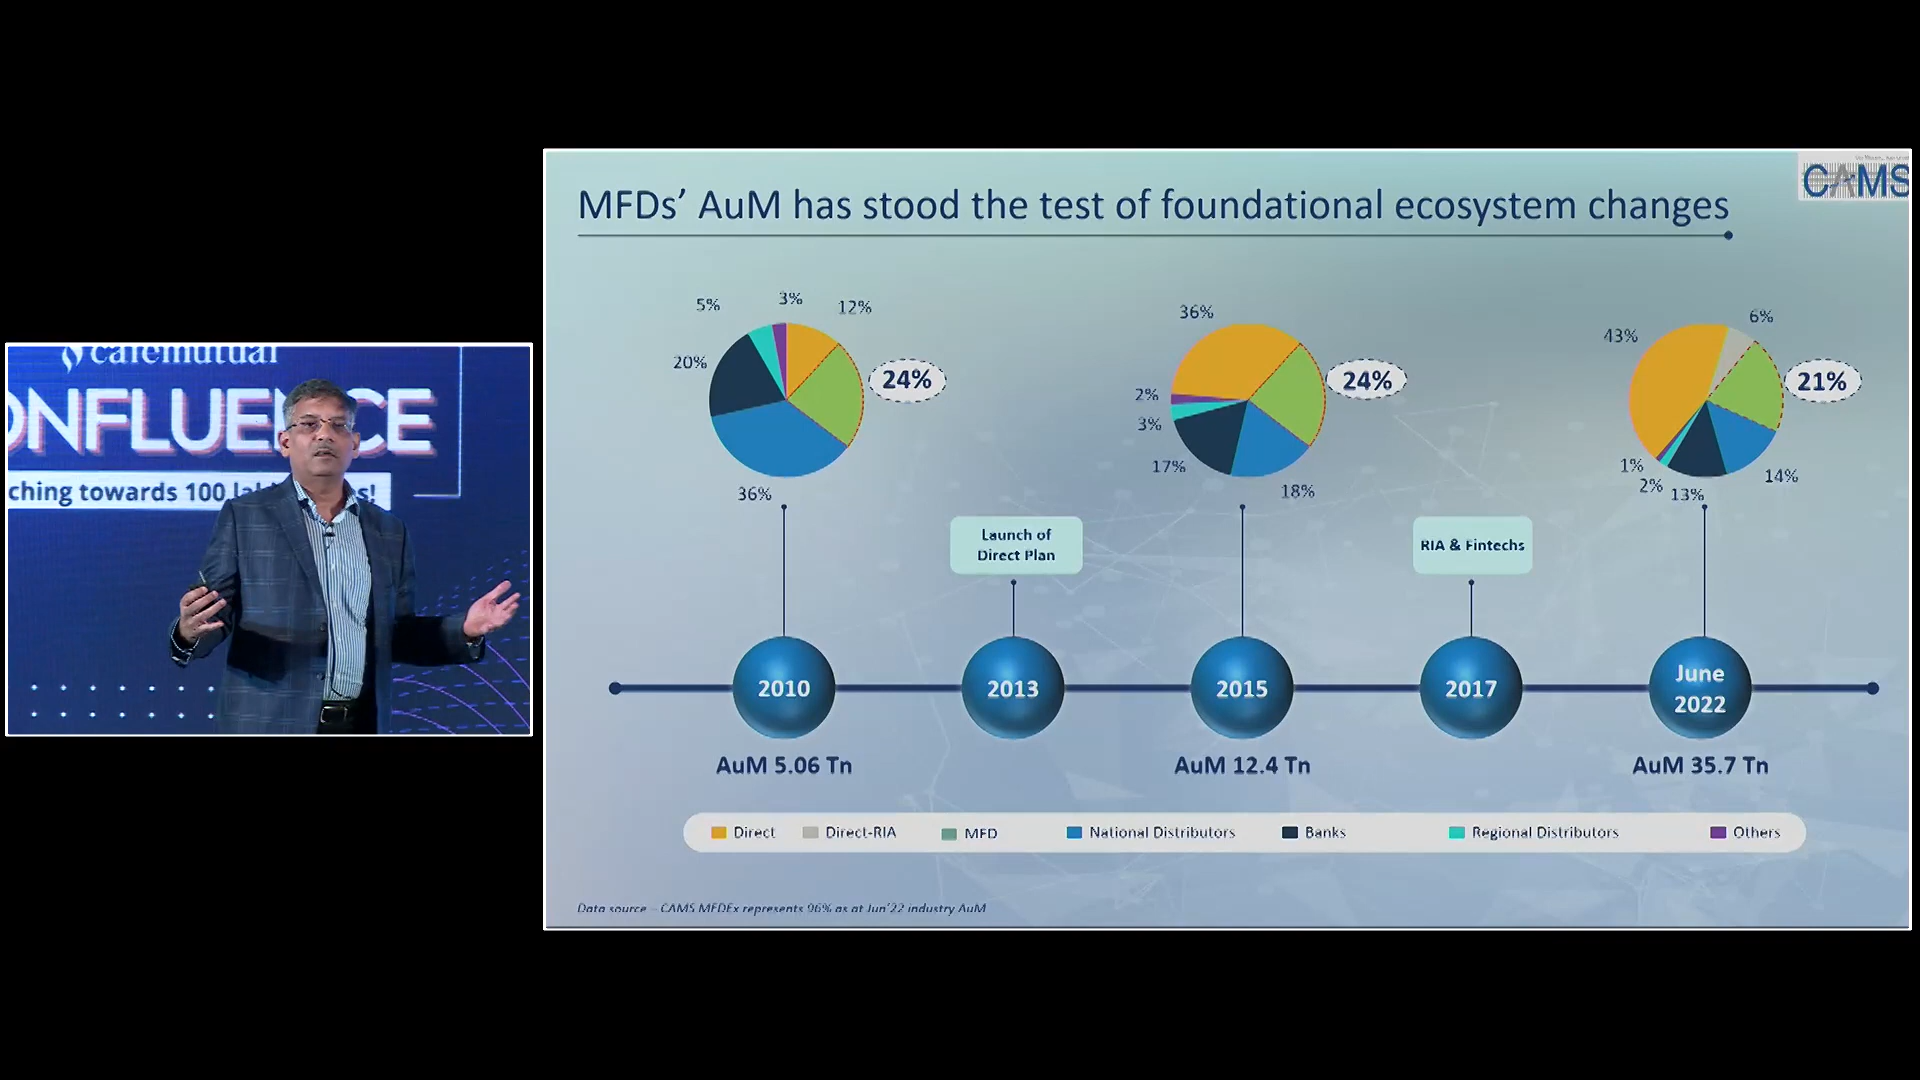 cafemutual
ONFLUENCE
ching towards 100
MFDs’ AuM has stood the test of foundational ecosystem changes
CAMS
5%
3%
12%
20%
24%
36%
36%
2%
3%
17%
18%
24%
43%
6%
21%
1%
2%
13%
14%
Launch of
Direct Plan
RIA & Fintechs
2010
2013
2015
2017
June
2022
AuM 5.06 Tn
AuM 12.4 Tn
AuM 35.7 Tn
Direct
Direct-RIA
MFD
National Distributors
Banks
Regional Distributors
Others
Data source – CAMS MFDEx represents 96% as at Jun’22 industry AuM